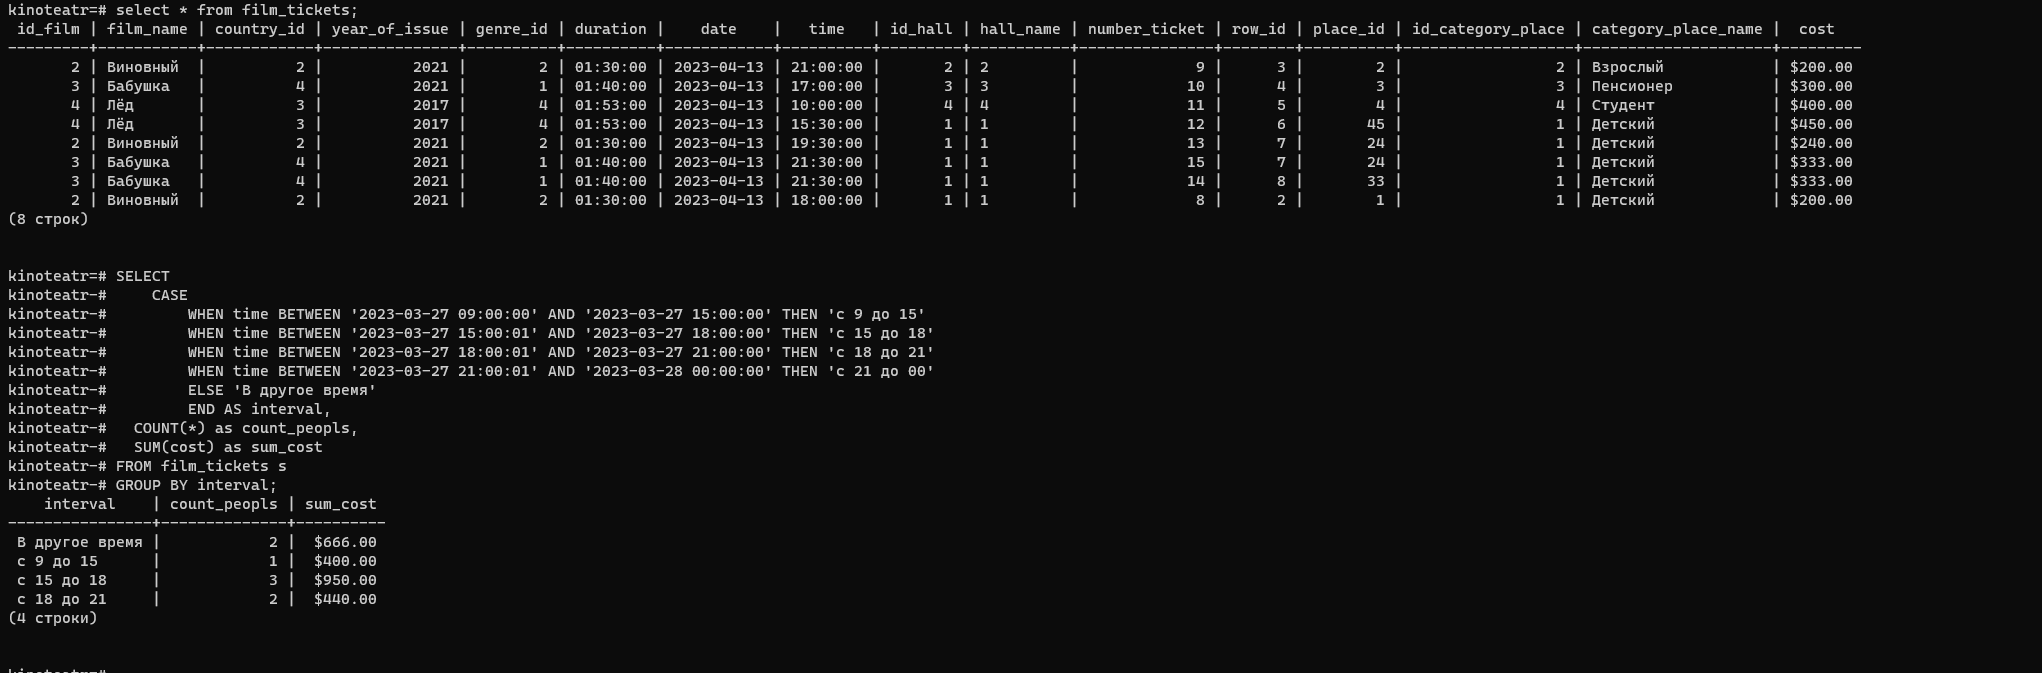 kinoteatr=# select * from film_tickets;
id_film | film_name | country_id | year_of_issue | genre_id | duration | date | time | id_hall | hall_name | number_ticket | row_id | place_id | id_category_place | category_place_name | cost
2 | Виновный | 2 | 2021 | 2 | 01:30:00 | 2023-04-13 | 21:00:00 | 2 | 2 | 9 | 3 | 2 | 2 | Взрослый | $200.00
3 | Бабушка | 4 | 2021 | 1 | 01:40:00 | 2023-04-13 | 17:00:00 | 3 | 3 | 10 | 4 | 3 | 3 | Пенсионер | $300.00
4 | Лёд | 3 | 2017 | 4 | 01:53:00 | 2023-04-13 | 10:00:00 | 4 | 4 | 11 | 5 | 4 | 4 | Студент | $400.00
4 | Лёд | 3 | 2017 | 4 | 01:53:00 | 2023-04-13 | 15:30:00 | 1 | 1 | 12 | 6 | 45 | 1 | Детский | $450.00
2 | Виновный | 2 | 2021 | 2 | 01:30:00 | 2023-04-13 | 19:30:00 | 1 | 1 | 13 | 7 | 24 | 1 | Детский | $240.00
3 | Бабушка | 4 | 2021 | 1 | 01:40:00 | 2023-04-13 | 21:30:00 | 1 | 1 | 15 | 7 | 24 | 1 | Детский | $333.00
3 | Бабушка | 4 | 2021 | 1 | 01:40:00 | 2023-04-13 | 21:30:00 | 1 | 1 | 14 | 8 | 33 | 1 | Детский | $333.00
2 | Виновный | 2 | 2021 | 2 | 01:30:00 | 2023-04-13 | 18:00:00 | 1 | 1 | 8 | 2 | 1 | 1 | Детский | $200.00
(8 строк)
kinoteatr=# SELECT
kinoteatr-# CASE
kinoteatr-# WHEN time BETWEEN '2023-03-27 09:00:00' AND '2023-03-27 15:00:00' THEN 'с 9 до 15'
kinoteatr-# WHEN time BETWEEN '2023-03-27 15:00:01' AND '2023-03-27 18:00:00' THEN 'с 15 до 18'
kinoteatr-# WHEN time BETWEEN '2023-03-27 18:00:01' AND '2023-03-27 21:00:00' THEN 'с 18 до 21'
kinoteatr-# WHEN time BETWEEN '2023-03-27 21:00:01' AND '2023-03-28 00:00:00' THEN 'с 21 до 00'
kinoteatr-# ELSE 'В другое время'
kinoteatr-# END AS interval,
kinoteatr-# COUNT(*) as count_peopls,
kinoteatr-# SUM(cost) as sum_cost
kinoteatr-# FROM film_tickets s
kinoteatr-# GROUP BY interval;
interval | count_peopls | sum_cost
В другое время | 2 | $666.00
с 9 до 15 | 1 | $400.00
с 15 до 18 | 3 | $950.00
с 18 до 21 | 2 | $440.00
(4 строки)